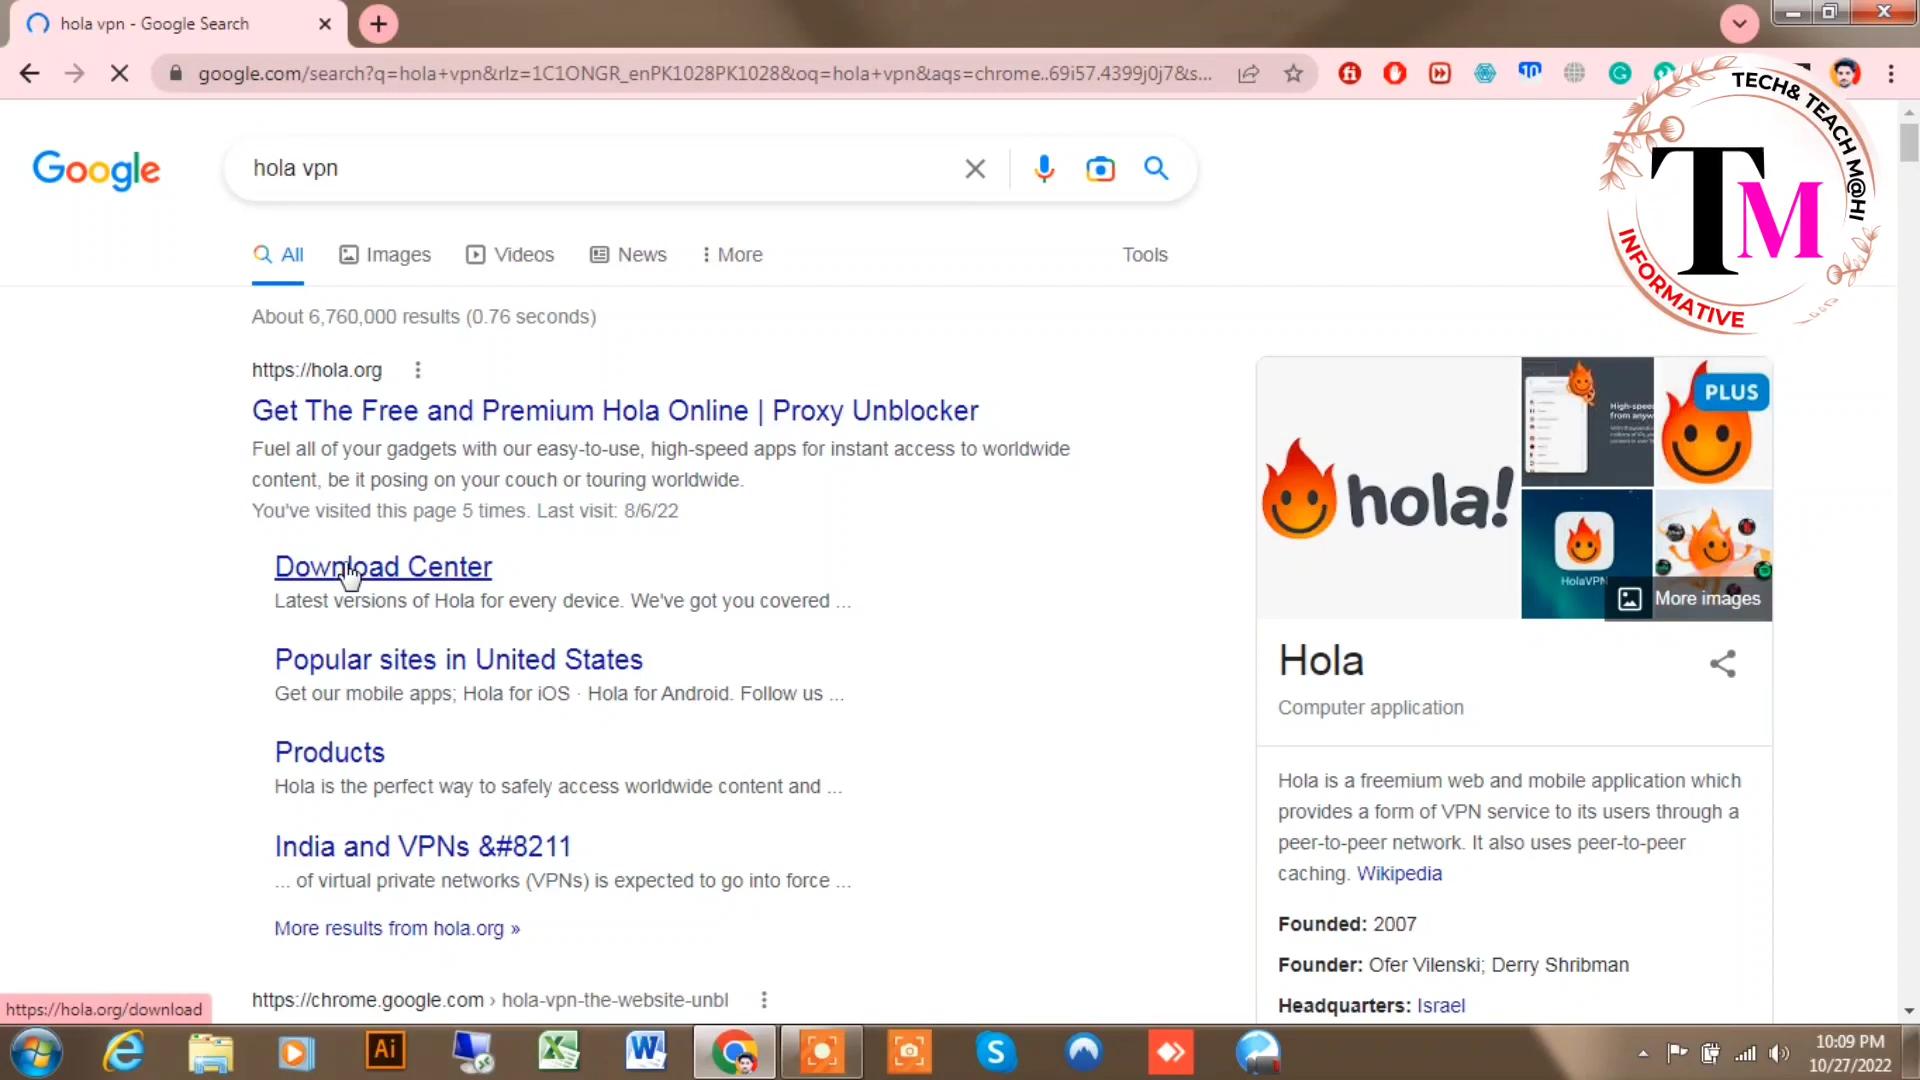 hola vpn - Google Search
google.com/search?q=hola+vpn&rlz=1C1ONGR_enPK1028PK1028&oq=hola+vpn&aqs=chrome..69i57.4399j0j7&s...
TECH& TEACH M@HI
TM
INFORMATIVE
Google
hola vpn
All
Images
Videos
News
More
Tools
About 6,760,000 results (0.76 seconds)
https://hola.org
Get The Free and Premium Hola Online | Proxy Unblocker
Fuel all of your gadgets with our easy-to-use, high-speed apps for instant access to worldwide
content, be it posing on your couch or touring worldwide.
You've visited this page 5 times. Last visit: 8/6/22
Download Center
Latest versions of Hola for every device. We've got you covered ...
Popular sites in United States
Get our mobile apps; Hola for iOS · Hola for Android. Follow us ...
Products
Hola is the perfect way to safely access worldwide content and ...
India and VPNs &#8211
... of virtual private networks (VPNs) is expected to go into force ...
More results from hola.org »
https://chrome.google.com › hola-vpn-the-website-unbl
hola!
High-speed
from anyw
PLUS
HolaVPN
More images
Hola
Computer application
Hola is a freemium web and mobile application which
provides a form of VPN service to its users through a
peer-to-peer network. It also uses peer-to-peer
caching. Wikipedia
Founded: 2007
Founder: Ofer Vilenski; Derry Shribman
Headquarters: Israel
https://hola.org/download
Ai
10:09 PM
10/27/2022